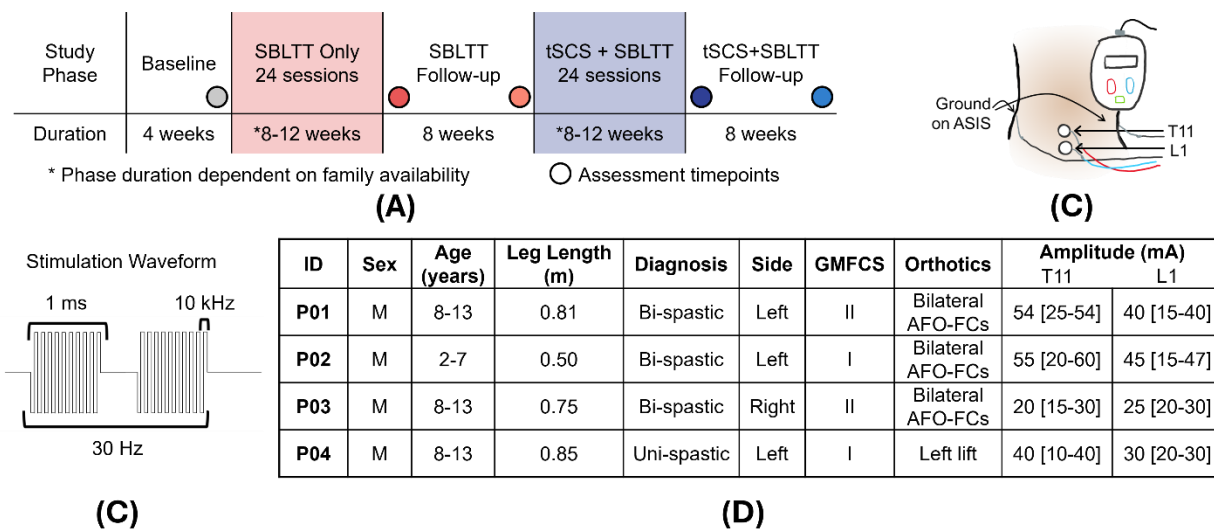 Study Phase
Baseline
SBLTT Only
24 sessions
SBLTT
Follow-up
tSCS + SBLTT
24 sessions
tSCS+SBLTT
Follow-up
Duration
4 weeks
*8-12 weeks
8 weeks
*8-12 weeks
8 weeks
* Phase duration dependent on family availability
Assessment timepoints
(A)
Ground
on ASIS
T11
L1
(C)
Stimulation Waveform
1 ms
10 kHz
30 Hz
(C)
ID Sex Age (years) Leg Length (m) Diagnosis Side GMFCS Orthotics Amplitude (mA) T11 L1
P01 M 8-13 0.81 Bi-spastic Left II Bilateral AFO-FCs 54 [25-54] 40 [15-40]
P02 M 2-7 0.50 Bi-spastic Left I Bilateral AFO-FCs 55 [20-60] 45 [15-47]
P03 M 8-13 0.75 Bi-spastic Right II Bilateral AFO-FCs 20 [15-30] 25 [20-30]
P04 M 8-13 0.85 Uni-spastic Left I Left lift 40 [10-40] 30 [20-30]
(D)